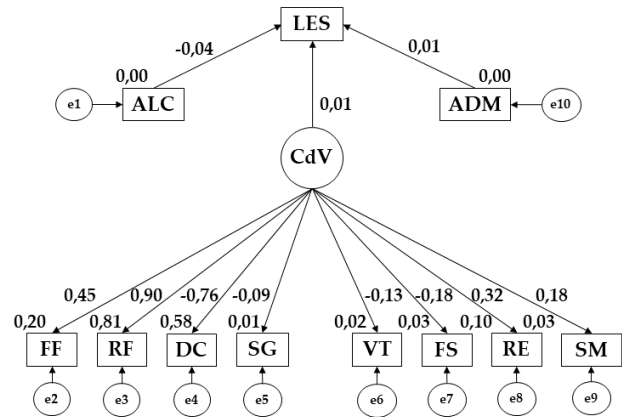 LES
-0,04
0,01
0,00
0,00
e1
ALC
ADM
e10
0,01
CdV
0,45
0,90
-0,76
-0,09
-0,13
-0,18
0,32
0,18
0,20
0,81
0,58
0,01
0,02
0,03
0,10
0,03
FF
RF
DC
SG
VT
FS
RE
SM
e2
e3
e4
e5
e6
e7
e8
e9